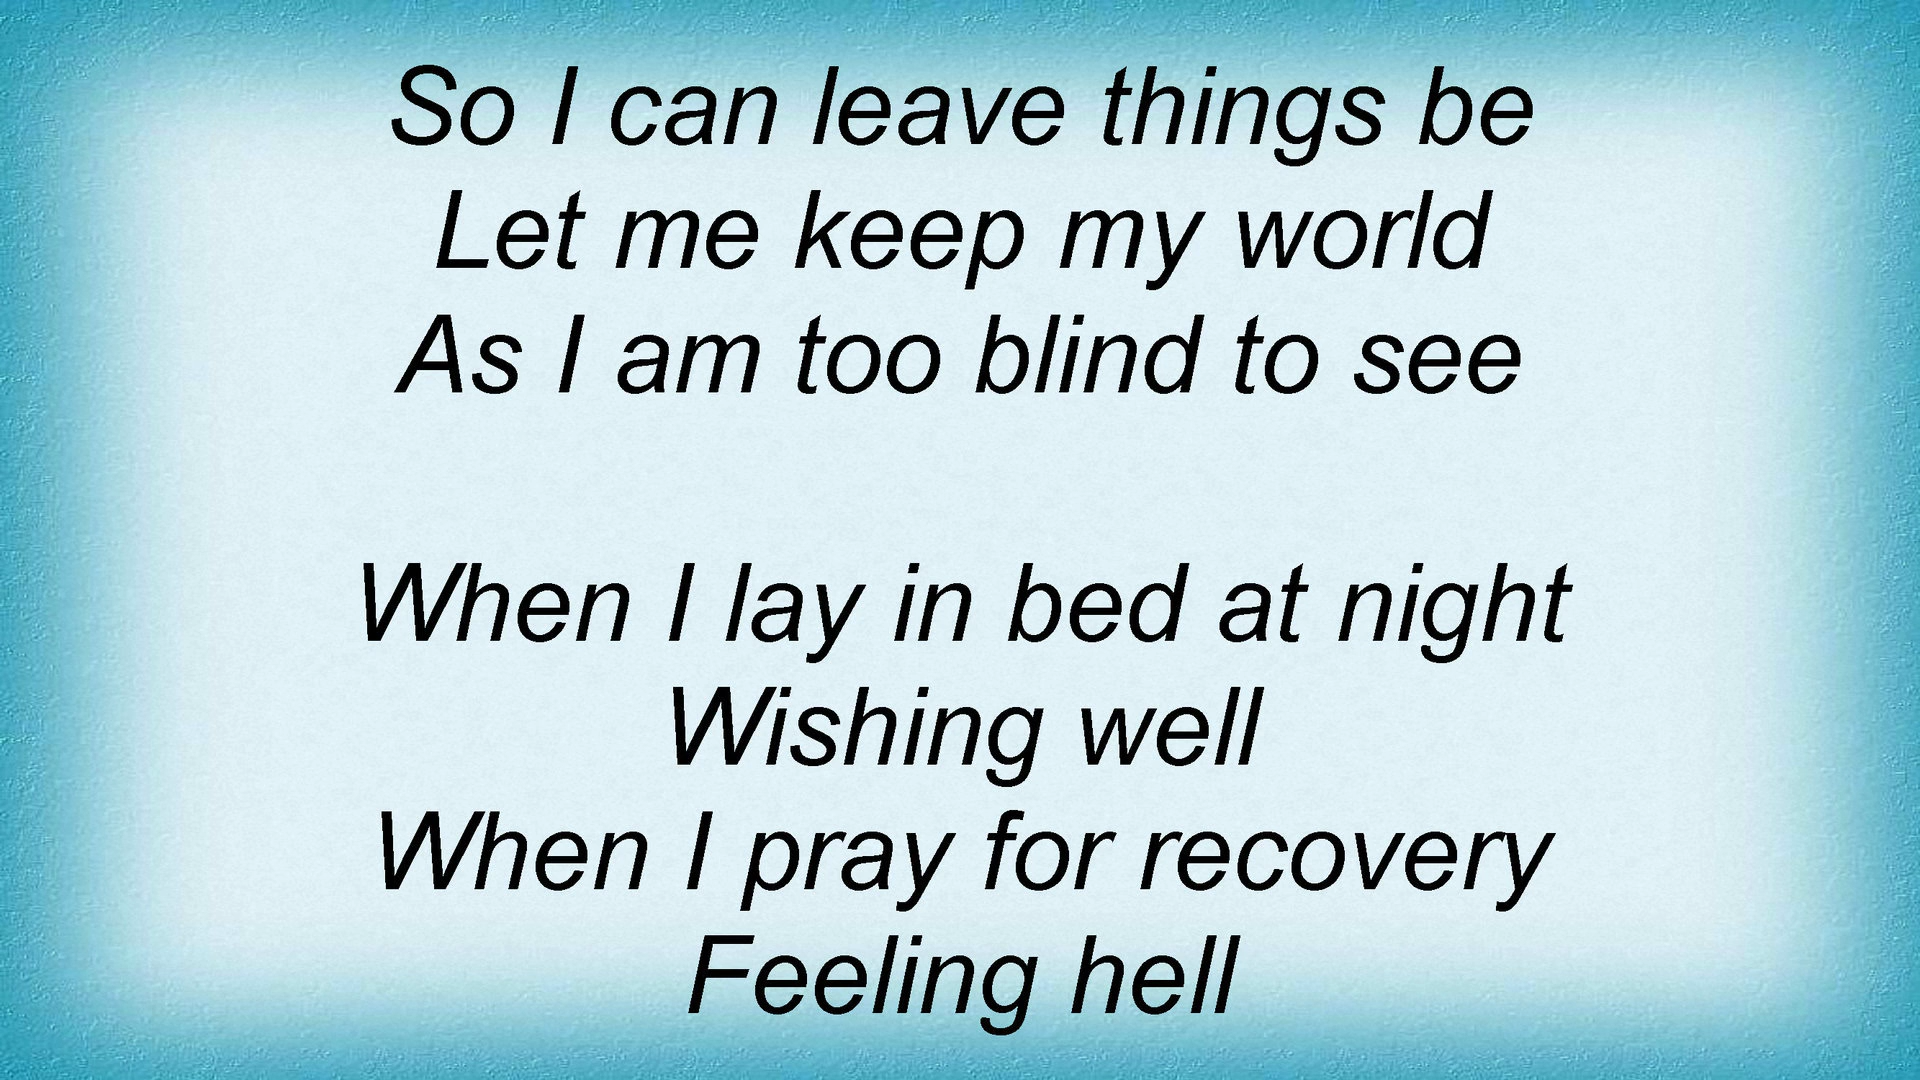 So I can leave things be
Let me keep my world
As I am too blind to see
When I lay in bed at night
Wishing well
When I pray for recovery
Feeling hell